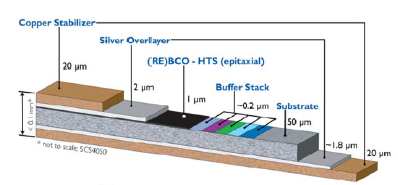 Copper Stabilizer
Silver Overlayer
(RE)BCO - HTS (epitaxial)
20 µm
2 µm
Buffer Stack
1 µm
~0.2 µm
Substrate
50 µm
< 0.1 mm*
* not to scale; SCS4050
~1.8 µm
20 µm